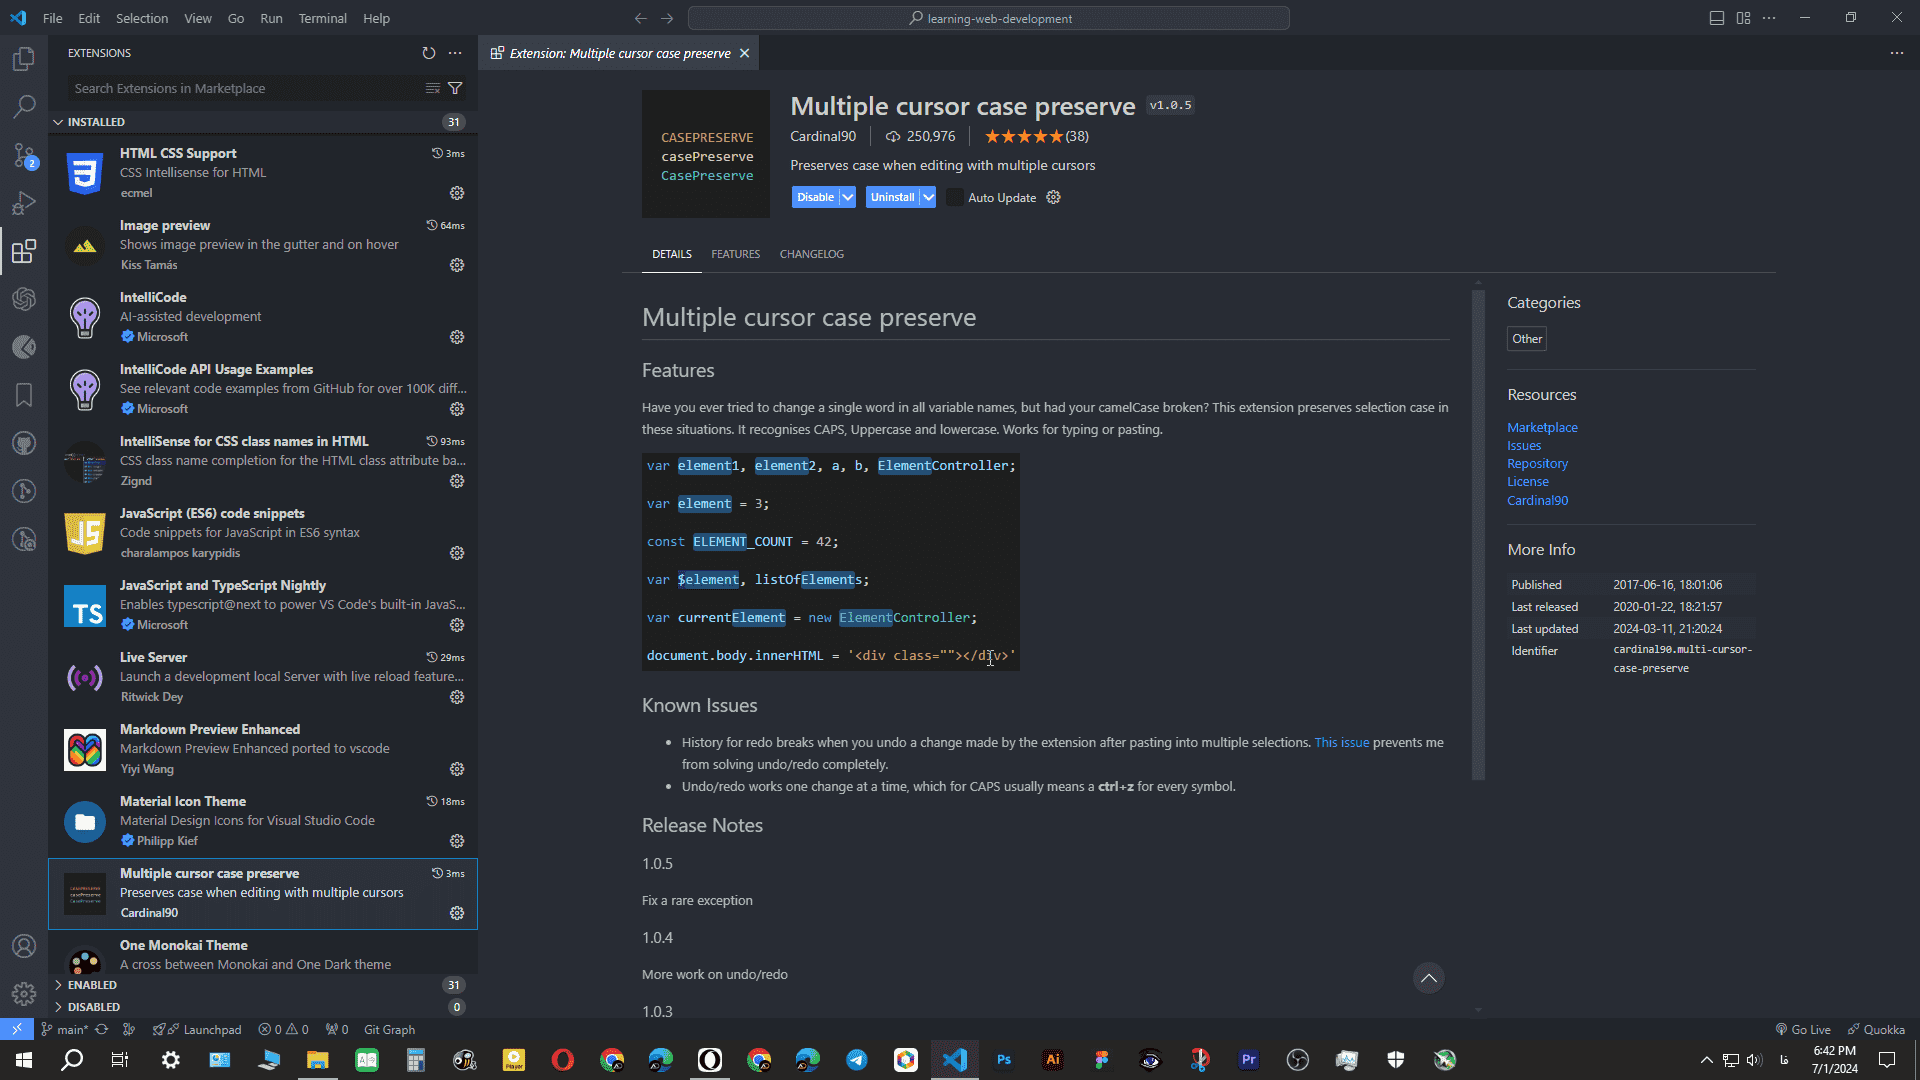 File Edit Selection View Go Run Terminal Help
learning-web-development
EXTENSIONS
Search Extensions in Marketplace
INSTALLED 31
HTML CSS Support 3ms
CSS Intellisense for HTML
ecmel
Image preview 64ms
Shows image preview in the gutter and on hover
Kiss Tamás
IntelliCode
AI-assisted development
Microsoft
IntelliCode API Usage Examples
See relevant code examples from GitHub for over 100K diff...
Microsoft
IntelliSense for CSS class names in HTML 93ms
CSS class name completion for the HTML class attribute ba...
Zignd
JavaScript (ES6) code snippets
Code snippets for JavaScript in ES6 syntax
charalampos karypidis
JavaScript and TypeScript Nightly
Enables typescript@next to power VS Code's built-in JavaS...
Microsoft
Live Server 29ms
Launch a development local Server with live reload feature...
Ritwick Dey
Markdown Preview Enhanced
Markdown Preview Enhanced ported to vscode
Yiyi Wang
Material Icon Theme 18ms
Material Design Icons for Visual Studio Code
Philipp Kief
Multiple cursor case preserve 3ms
Preserves case when editing with multiple cursors
Cardinal90
One Monokai Theme
A cross between Monokai and One Dark theme
ENABLED 31
DISABLED 0
Extension: Multiple cursor case preserve
CASEPRESERVE
casePreserve
CasePreserve
Multiple cursor case preserve v1.0.5
Cardinal90 250,976 (38)
Preserves case when editing with multiple cursors
Disable Uninstall Auto Update
DETAILS FEATURES CHANGELOG
Multiple cursor case preserve
Features
Have you ever tried to change a single word in all variable names, but had your camelCase broken? This extension preserves selection case in
these situations. It recognises CAPS, Uppercase and lowercase. Works for typing or pasting.
var element1, element2, a, b, ElementController;
var element = 3;
const ELEMENT_COUNT = 42;
var $element, listOfElements;
var currentElement = new ElementController;
document.body.innerHTML = '<div class=""></div>'
Known Issues
History for redo breaks when you undo a change made by the extension after pasting into multiple selections. This issue prevents me
from solving undo/redo completely.
Undo/redo works one change at a time, which for CAPS usually means a ctrl+z for every symbol.
Release Notes
1.0.5
Fix a rare exception
1.0.4
More work on undo/redo
1.0.3
Categories
Other
Resources
Marketplace
Issues
Repository
License
Cardinal90
More Info
Published 2017-06-16, 18:01:06
Last released 2020-01-22, 18:21:57
Last updated 2024-03-11, 21:20:24
Identifier cardinal90.multi-cursor-
case-preserve
2
JS
TS
main* Launchpad 0 0 0 Git Graph Go Live Quokka
Player Ps Ai Pr فا
6:42 PM
7/1/2024